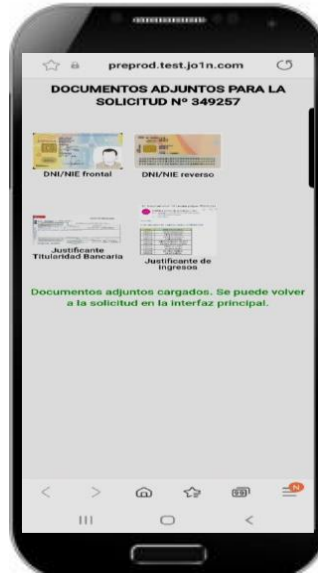 preprod.test.jo1n.com
DOCUMENTOS ADJUNTOS PARA LA
SOLICITUD Nº 349257
DNI/NIE frontal
DNI/NIE reverso
Justificante
Titularidad Bancaria
Justificante de
ingresos
Documentos adjuntos cargados. Se puede volver
a la solicitud en la interfaz principal.
N